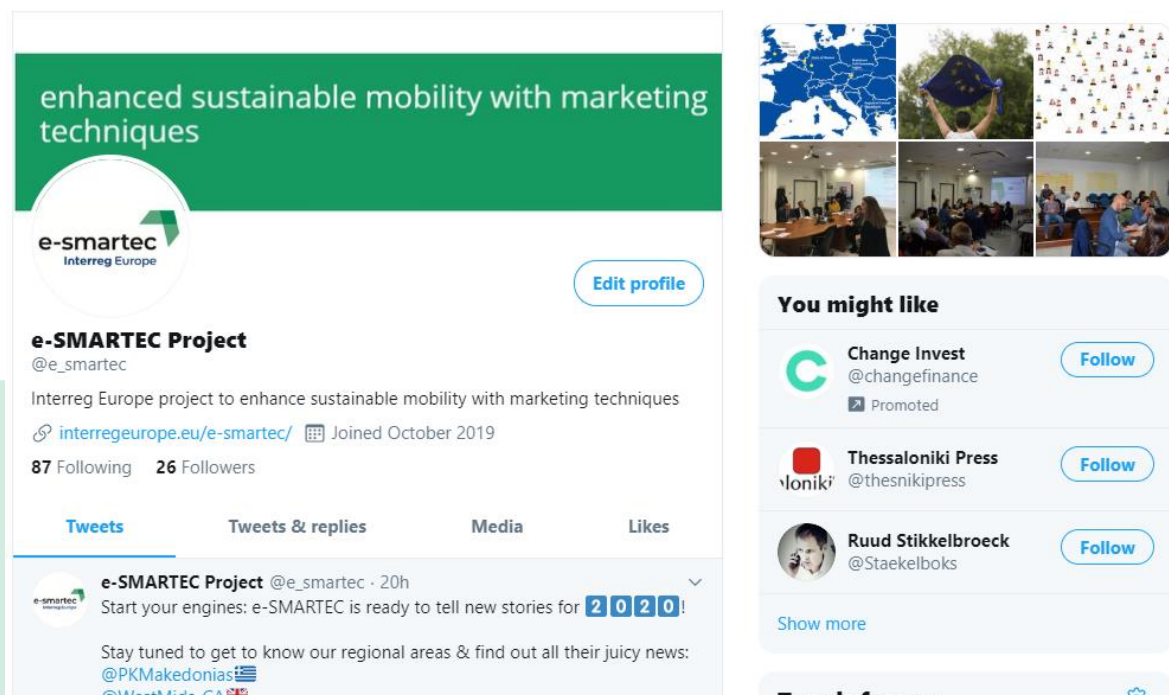 enhanced sustainable mobility with marketing
techniques
e-smartec
Interreg Europe
Edit profile
e-SMARTEC Project
@e_smartec
Interreg Europe project to enhance sustainable mobility with marketing techniques
interregeurope.eu/e-smartec/ Joined October 2019
87 Following 26 Followers
Tweets Tweets & replies Media Likes
e-smartec
e-SMARTEC Project @e_smartec · 20h
Start your engines: e-SMARTEC is ready to tell new stories for 2020!
Stay tuned to get to know our regional areas & find out all their juicy news:
@PKMakedonias🇬🇷
@WestMids_CA🇬🇧
You might like
Change Invest
@changefinance
Promoted
Follow
Thessaloniki Press
@thesnikipress
Follow
Ruud Stikkelbroeck
@Staekelboks
Follow
Show more